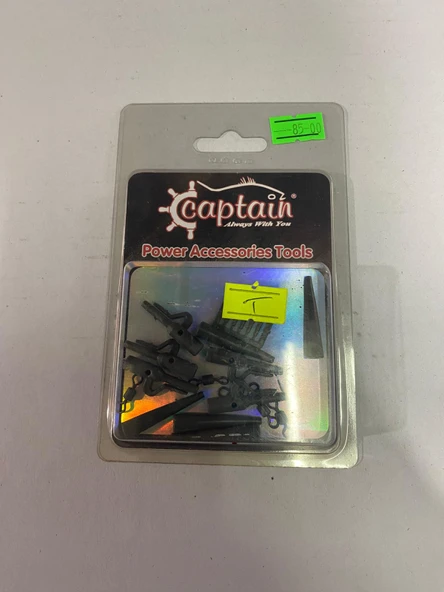 85-00
captain®
Always With You
Power Accessories Tools
T